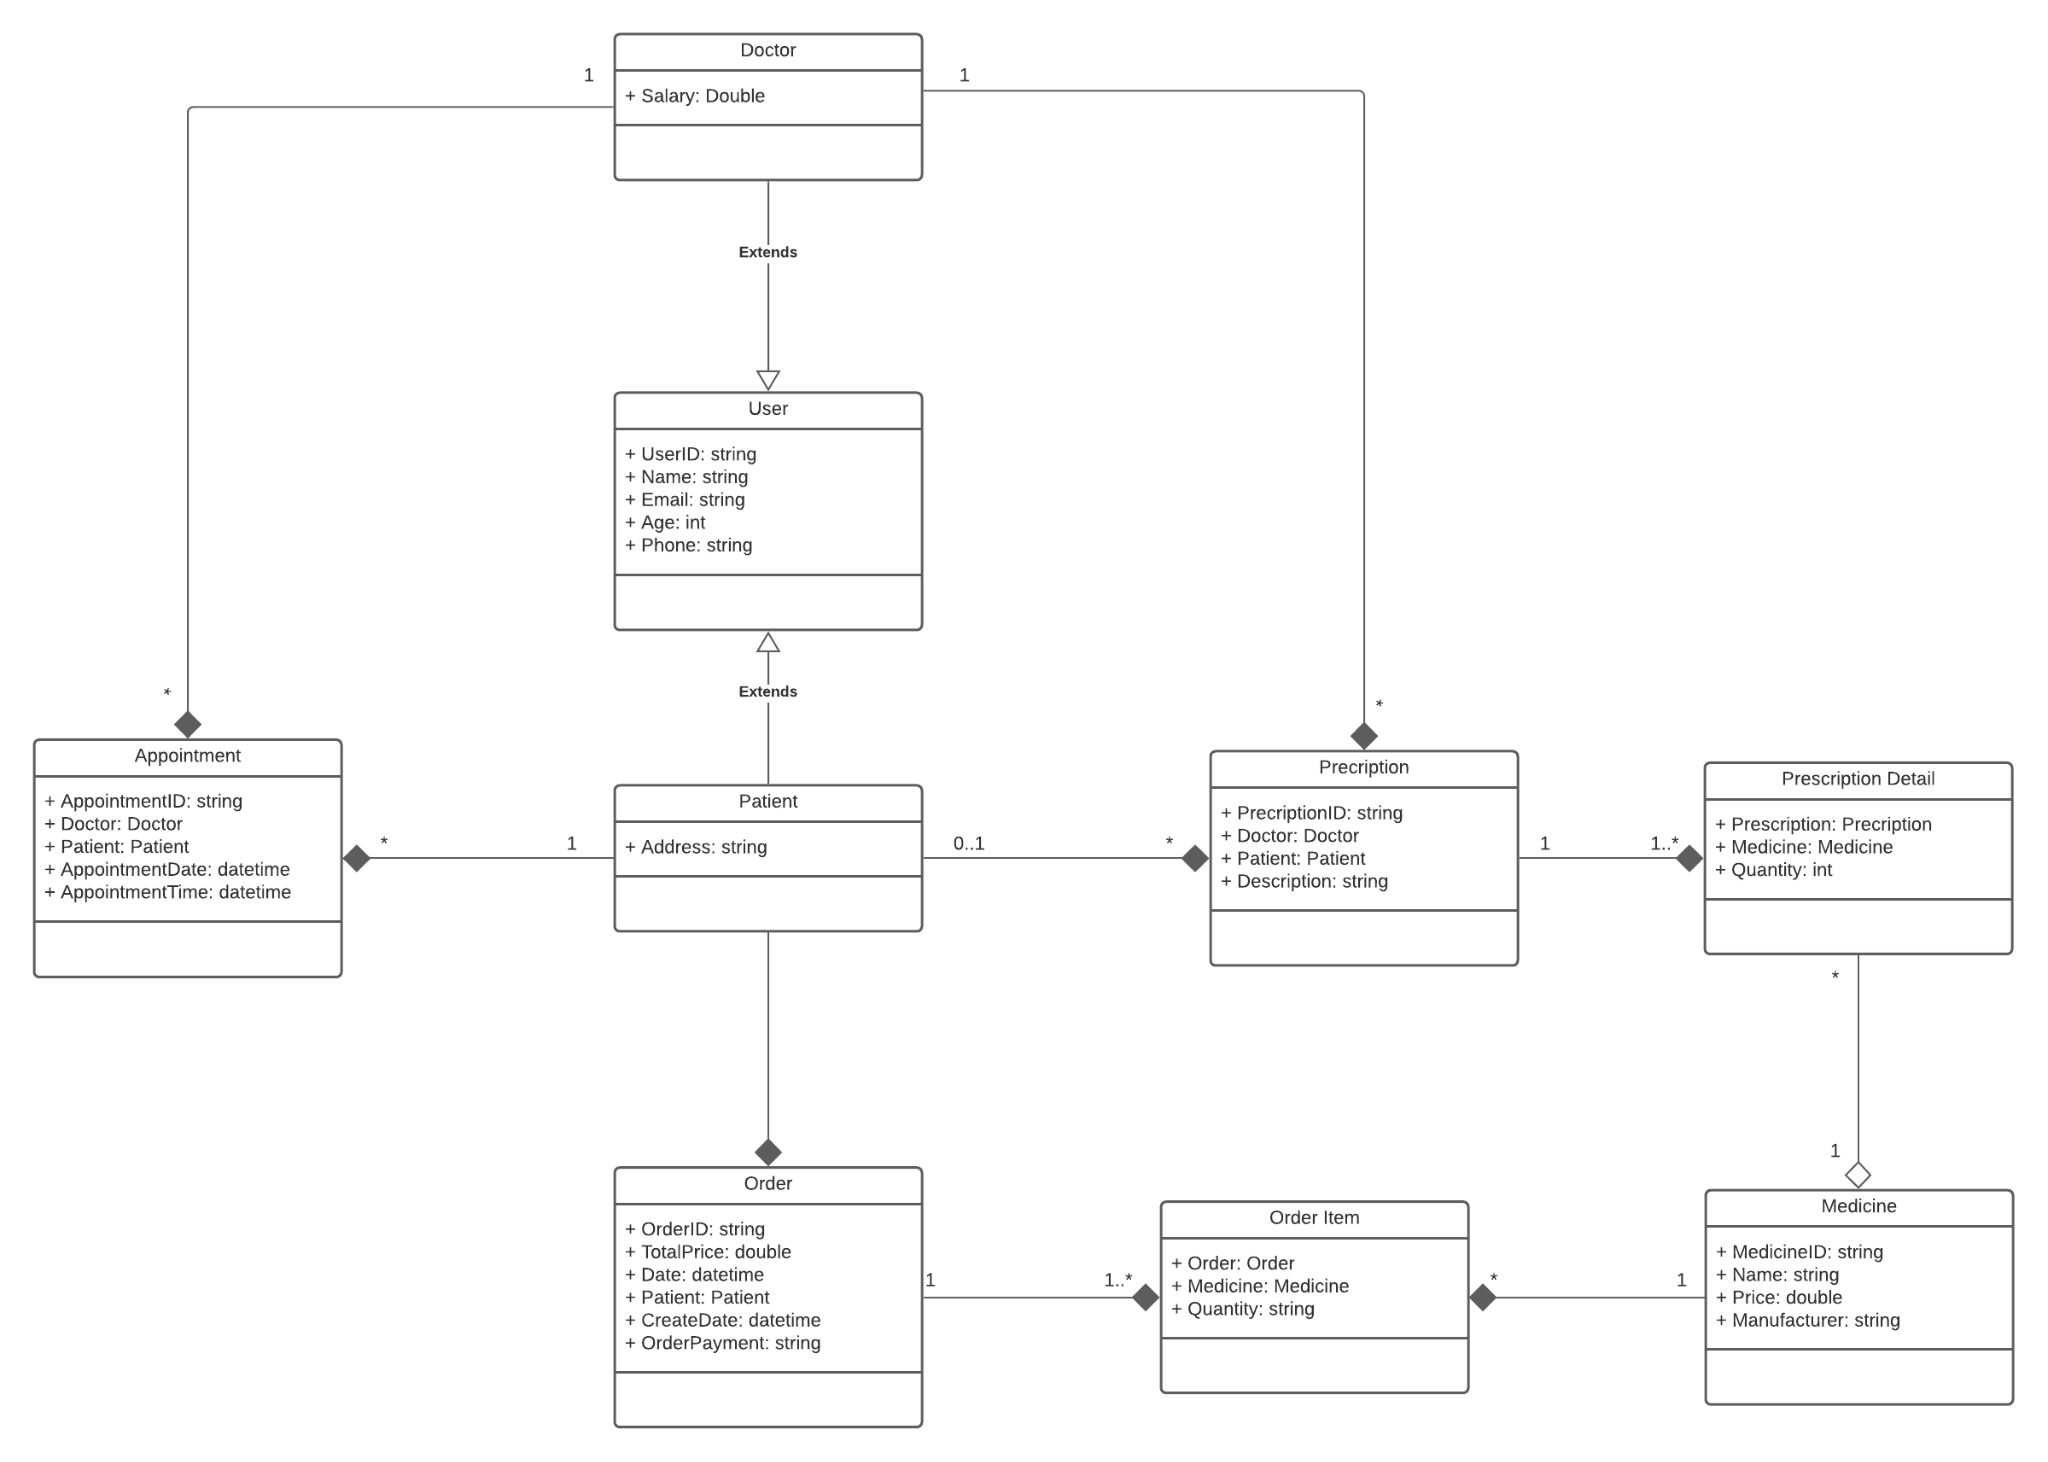 Doctor
+ Salary: Double
1
1
Extends
User
+ UserID: string
+ Name: string
+ Email: string
+ Age: int
+ Phone: string
Extends
*
*
Appointment
+ AppointmentID: string
+ Doctor: Doctor
+ Patient: Patient
+ AppointmentDate: datetime
+ AppointmentTime: datetime
*
1
Patient
+ Address: string
0..1
*
Precription
+ PrecriptionID: string
+ Doctor: Doctor
+ Patient: Patient
+ Description: string
1
1..*
Prescription Detail
+ Prescription: Precription
+ Medicine: Medicine
+ Quantity: int
*
1
Order
+ OrderID: string
+ TotalPrice: double
+ Date: datetime
+ Patient: Patient
+ CreateDate: datetime
+ OrderPayment: string
1
1..*
Order Item
+ Order: Order
+ Medicine: Medicine
+ Quantity: string
*
1
Medicine
+ MedicineID: string
+ Name: string
+ Price: double
+ Manufacturer: string